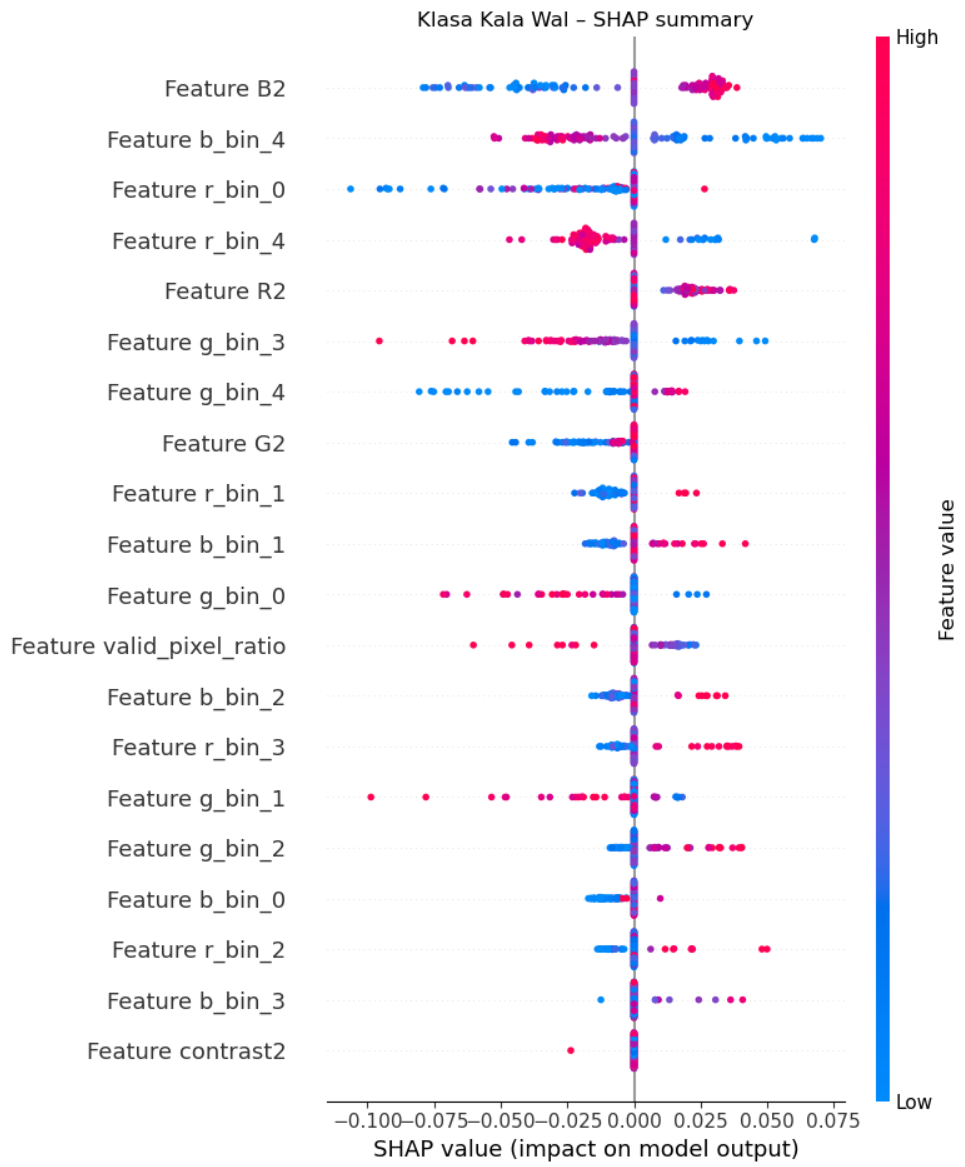 Klasa Kala Wal – SHAP summary
High
Feature B2
Feature b_bin_4
Feature r_bin_0
Feature r_bin_4
Feature R2
Feature g_bin_3
Feature g_bin_4
Feature G2
Feature r_bin_1
Feature b_bin_1
Feature g_bin_0
Feature valid_pixel_ratio
Feature b_bin_2
Feature r_bin_3
Feature g_bin_1
Feature g_bin_2
Feature b_bin_0
Feature r_bin_2
Feature b_bin_3
Feature contrast2
Feature value
Low
−0.100 −0.075 −0.050 −0.025 0.000 0.025 0.050 0.075
SHAP value (impact on model output)